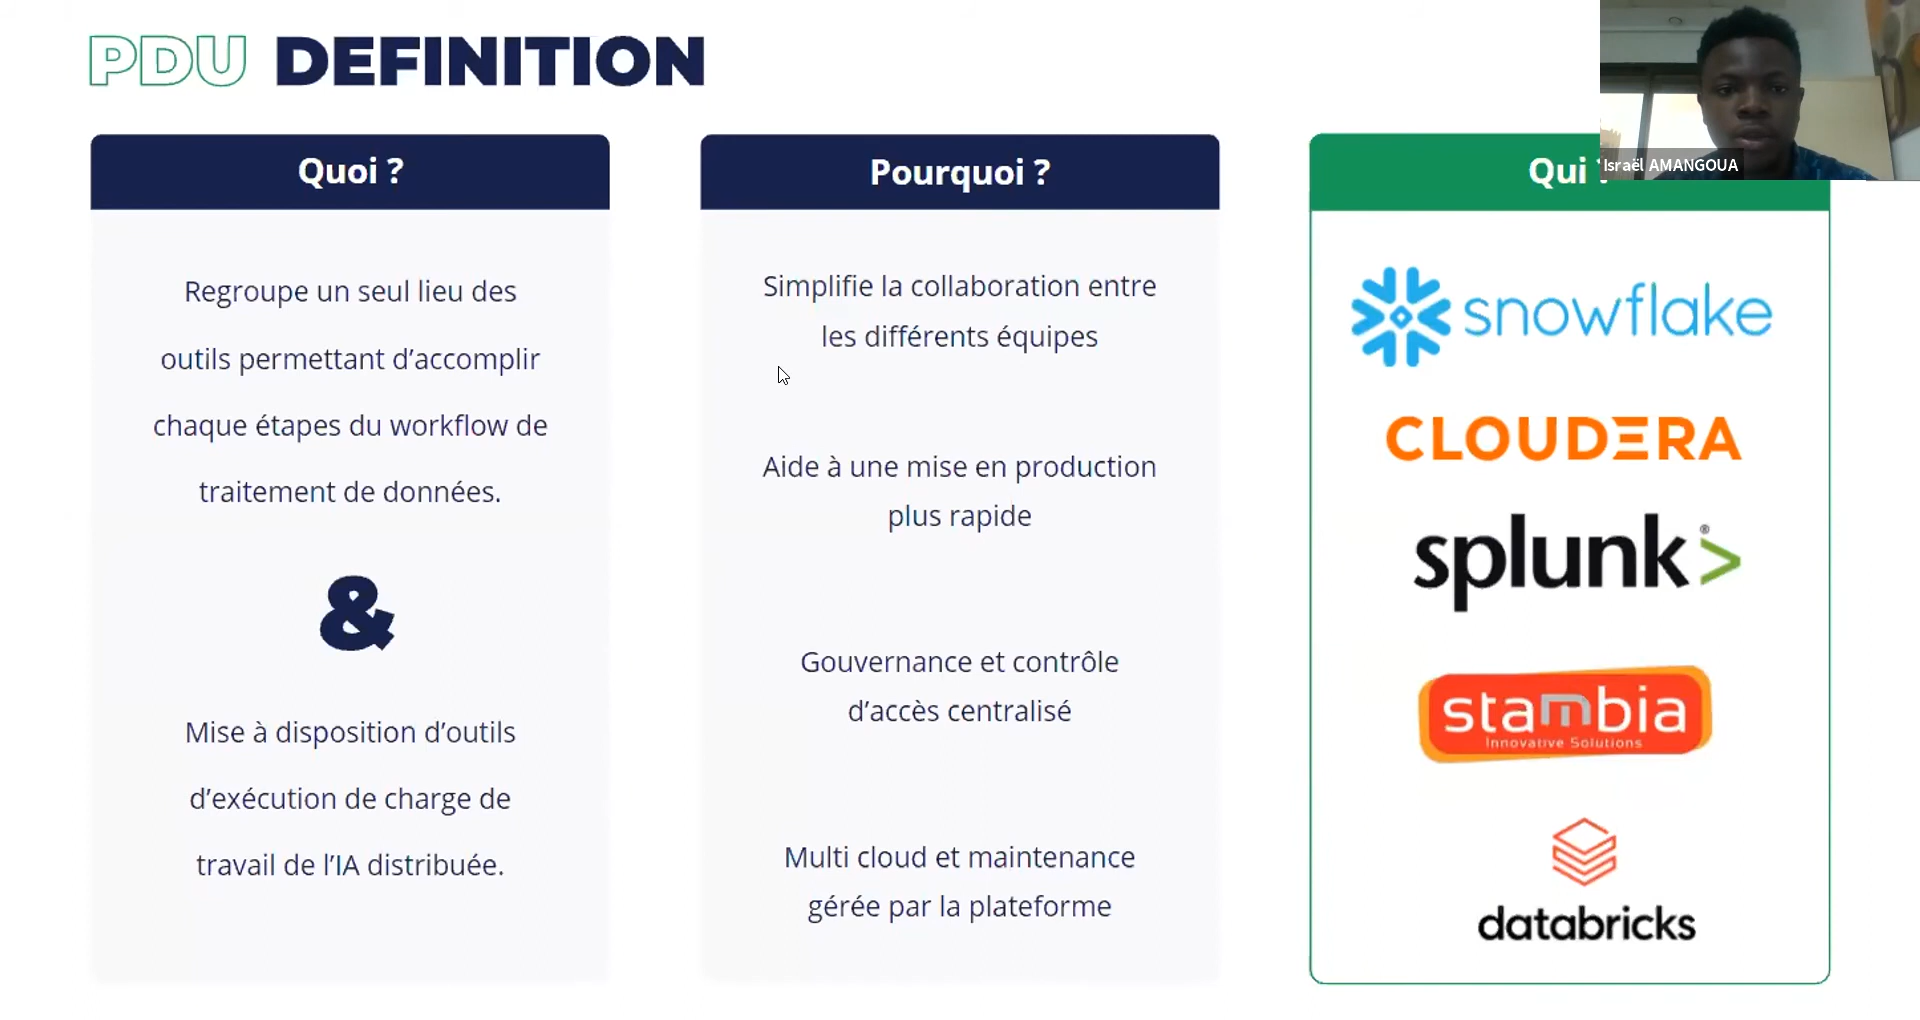 PDU DEFINITION
Quoi ?
Regroupe un seul lieu des
outils permettant d’accomplir
chaque étapes du workflow de
traitement de données.
&
Mise à disposition d’outils
d’exécution de charge de
travail de l’IA distribuée.
Pourquoi ?
Simplifie la collaboration entre
les différents équipes
Aide à une mise en production
plus rapide
Gouvernance et contrôle
d’accès centralisé
Multi cloud et maintenance
gérée par la plateforme
Qui ?
snowflake
CLOUDERA
splunk>
stambia
Innovative Solutions
databricks
Israël AMANGOUA